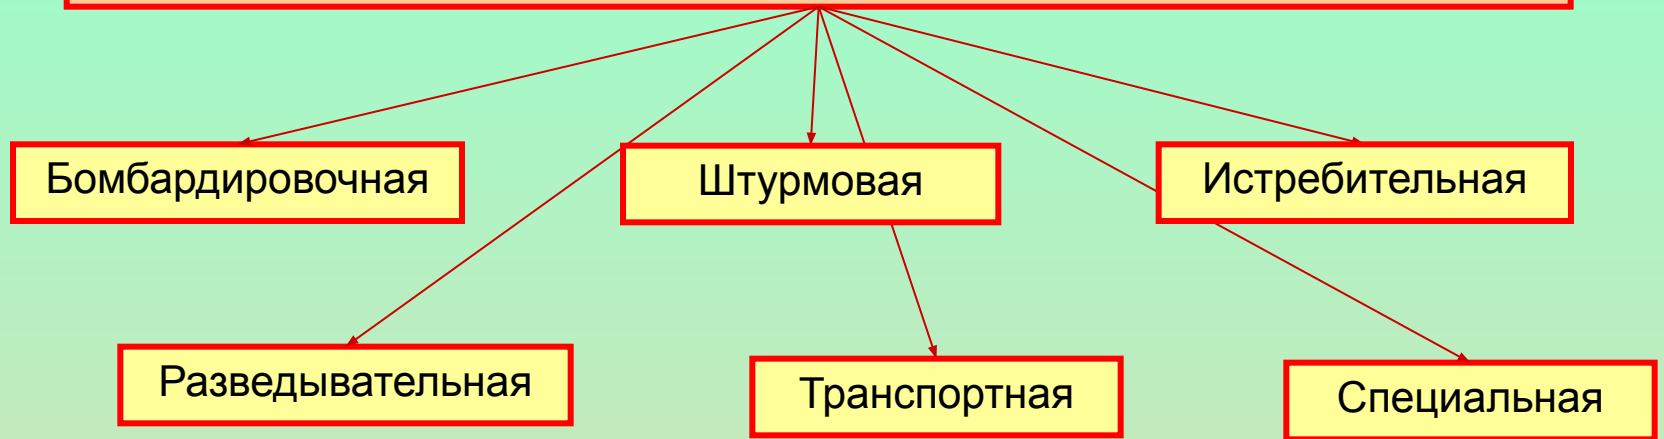 Бомбардировочная
Штурмовая
Истребительная
Разведывательная
Транспортная
Специальная